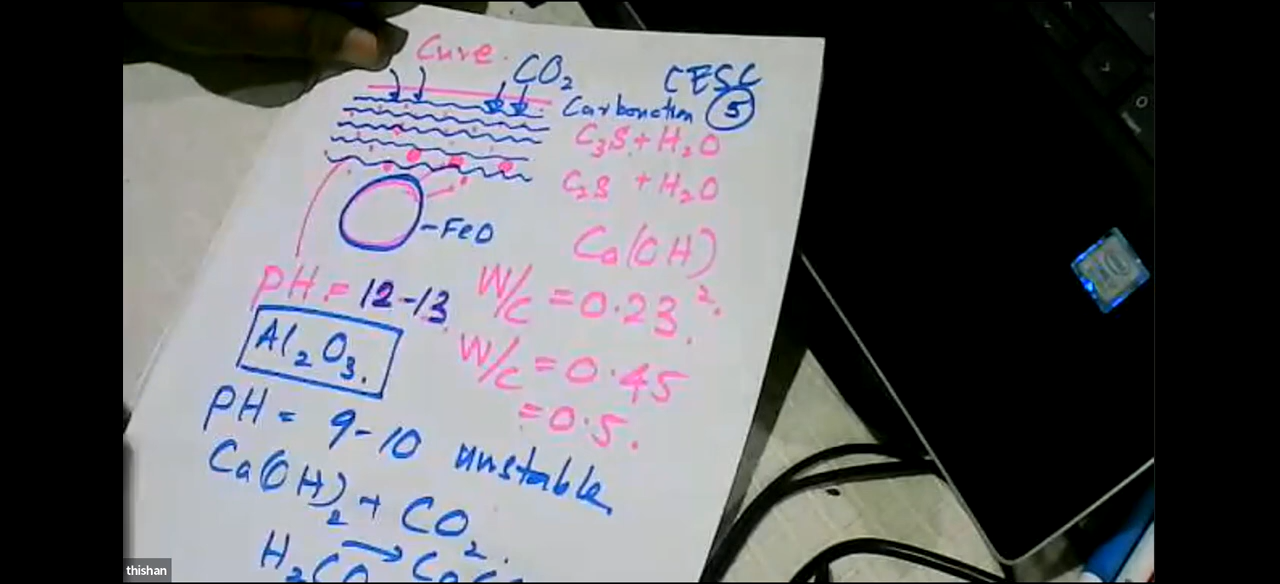 Cure.
CO₂
CESC
Carbonation
5
C₃S + H₂O
C₂S + H₂O
FeO
Ca(OH)₂.
PH = 12-13
W/C = 0.23.
Al₂O₃.
W/C = 0.45
= 0.5.
PH = 9-10 unstable
Ca(OH)₂ + CO₂.
thishan